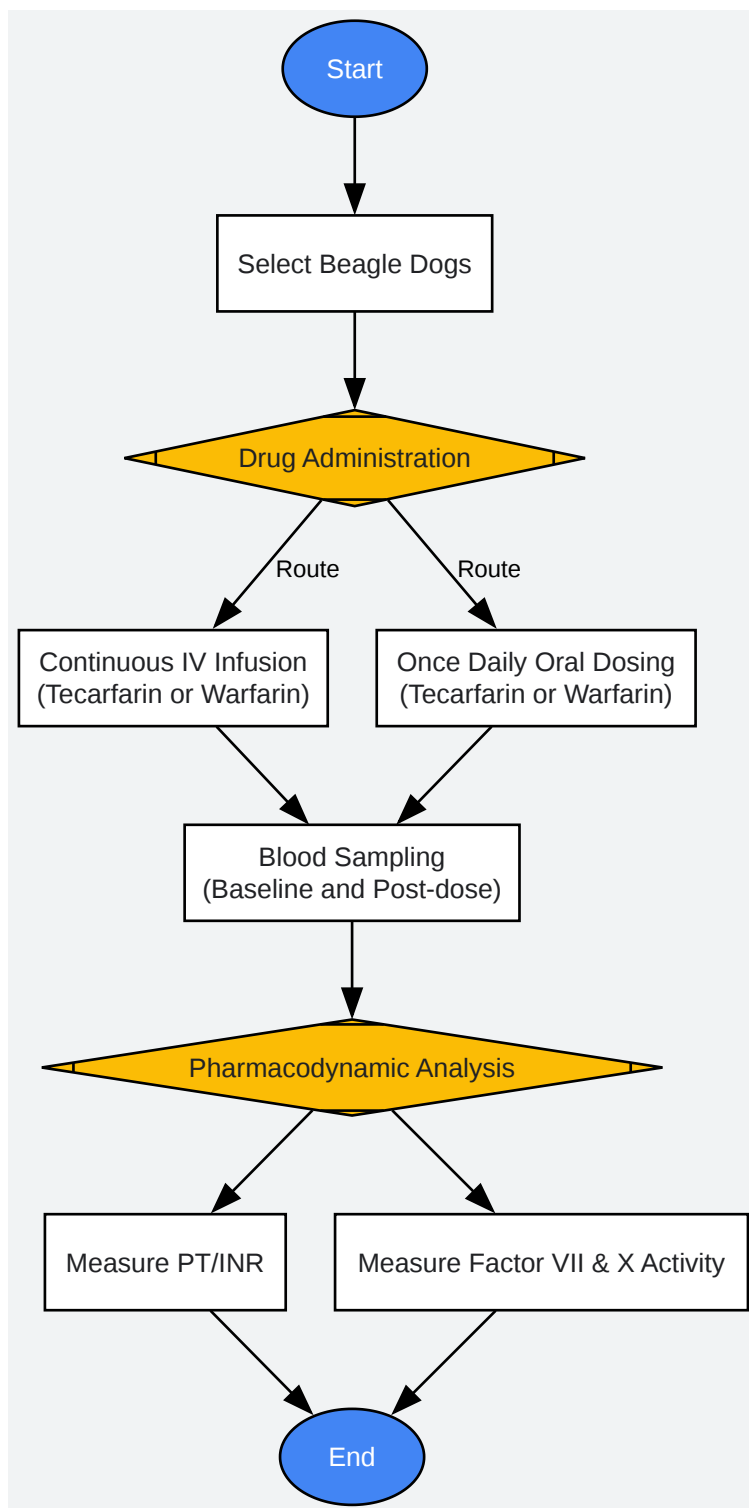 Start
Select Beagle Dogs
Drug Administration
Route
Route
Continuous IV Infusion
(Tecarfarin or Warfarin)
Once Daily Oral Dosing
(Tecarfarin or Warfarin)
Blood Sampling
(Baseline and Post-dose)
Pharmacodynamic Analysis
Measure PT/INR
Measure Factor VII & X Activity
End